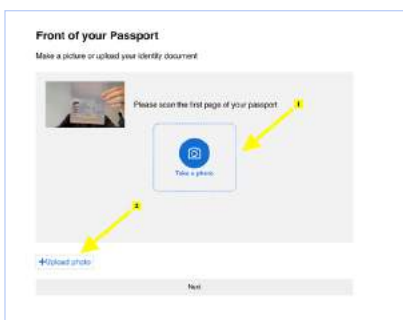 Front of your Passport
Make a picture or upload your identity document
Please scan the first page of your passport
1
Take a photo
2
+Upload photo
Next